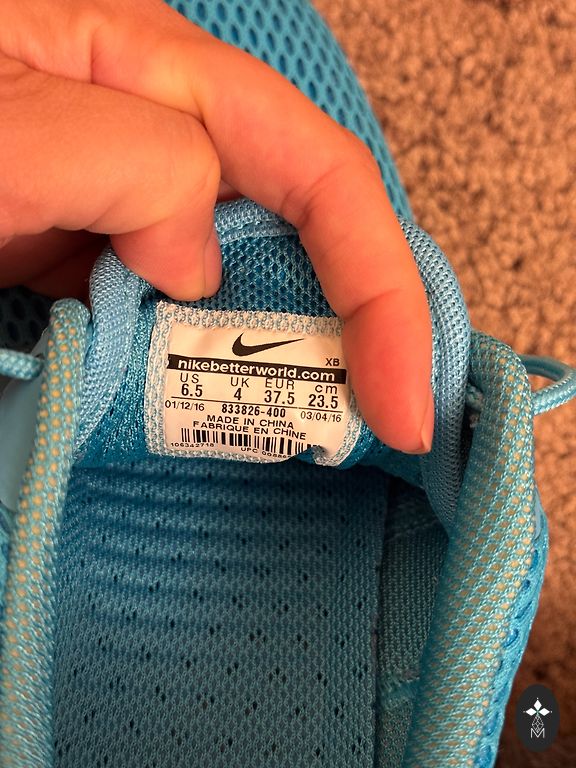 XB
nikebetterworld.com
US UK EUR cm
6.5 4 37.5 23.5
01/12/16 833826-400 03/04/16
MADE IN CHINA
FABRIQUE EN CHINE
UPC
M